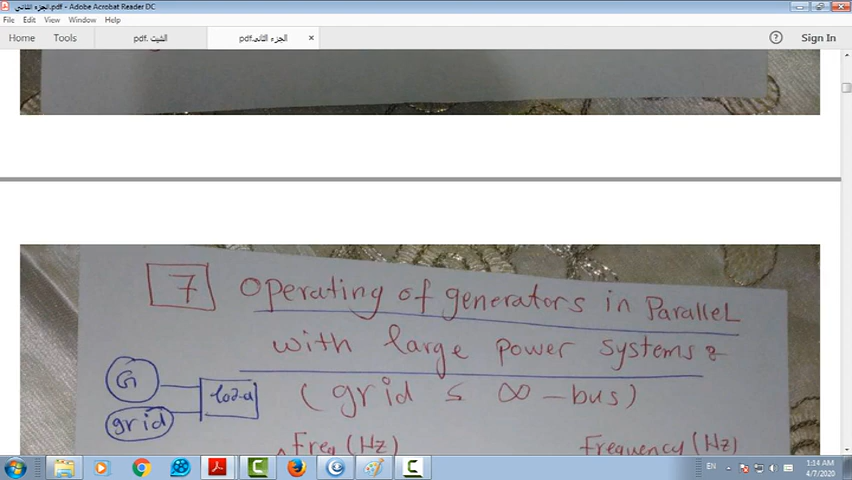 الجزء الثاني.pdf - Adobe Acrobat Reader DC
File Edit View Window Help
Home Tools الشيت .pdf الجزء الثانى.pdf × ? Sign In
7 Operating of generators in Parallel
with large power systems :
G load (grid ≤ ∞ - bus)
grid
Freq (Hz) Frequency (Hz)
EN 1:14 AM
4/7/2020